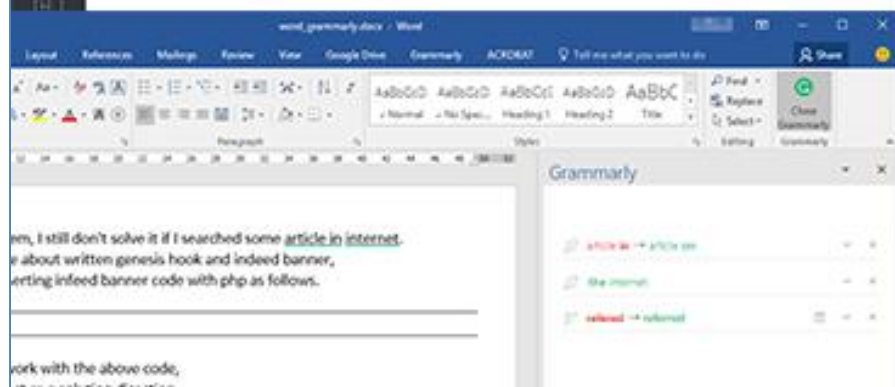 word_grammarly.docx - Word
Layout References Mailings Review View Google Drive Grammarly ACROBAT Tell me what you want to do Share
Find
AaBbCcD AaBbCcD AaBbCc AaBbCcD AaBbC Replace Close
Normal No Spac... Heading 1 Heading 2 Title Select Grammarly
Paragraph Styles Editing Grammarly
Grammarly
em, I still don't solve it if I searched some article in internet.
e about written genesis hook and indeed banner,
erting infeed banner code with php as follows.
article in → article on
the internet
refered → referred
work with the above code,